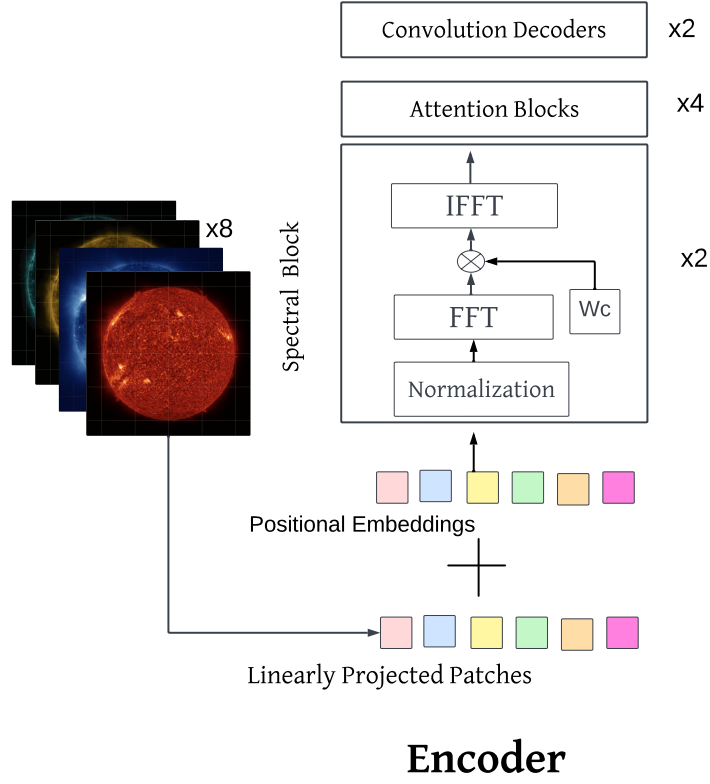 Convolution Decoders
x2
Attention Blocks
x4
IFFT
x8
Spectral Block
x2
Wc
FFT
Normalization
Positional Embeddings
Linearly Projected Patches
Encoder